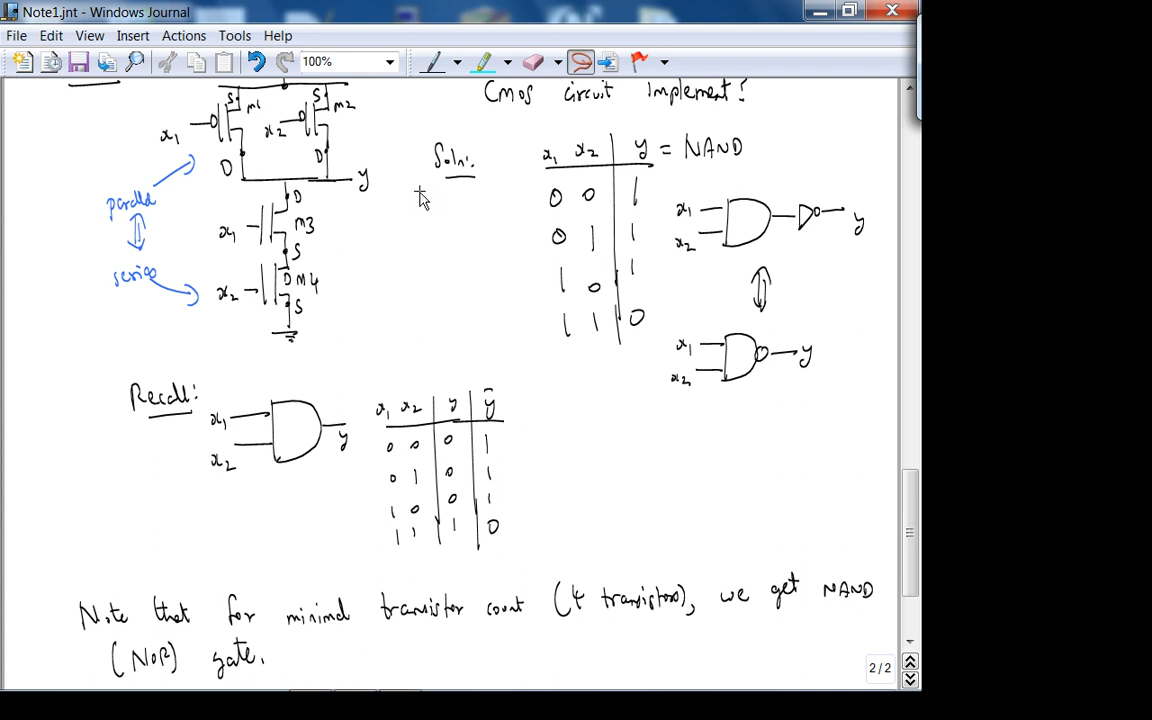 Note1.jnt - Windows Journal
File Edit View Insert Actions Tools Help
100%
Cmos circuit implement?
S M1 S M2
x1 x2
D D
y
parallel
series
D
x1 M3
S
D M4
x2
S
Soln:
x1 x2 y = NAND
0 0 1
0 1 1
1 0 1
1 1 0
x1
x2
y
x1
x2
y
Recall:
x1
x2
y
x1 x2 y ȳ
0 0 0 1
0 1 0 1
1 0 0 1
1 1 1 0
Note that for minimal transistor count (4 transistors), we get NAND
(NOR) gate.
2/2